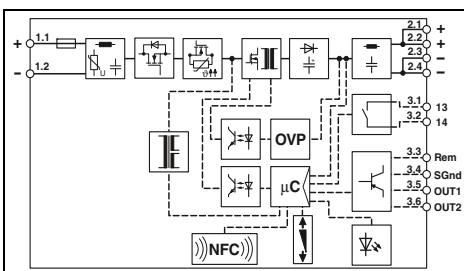 + 1.1
- 1.2
U
ϑ
2.1 +
2.2 +
2.3 -
2.4 -
3.1 13
3.2 14
OVP
µC
3.3 Rem
3.4 SGnd
3.5 OUT1
3.6 OUT2
NFC